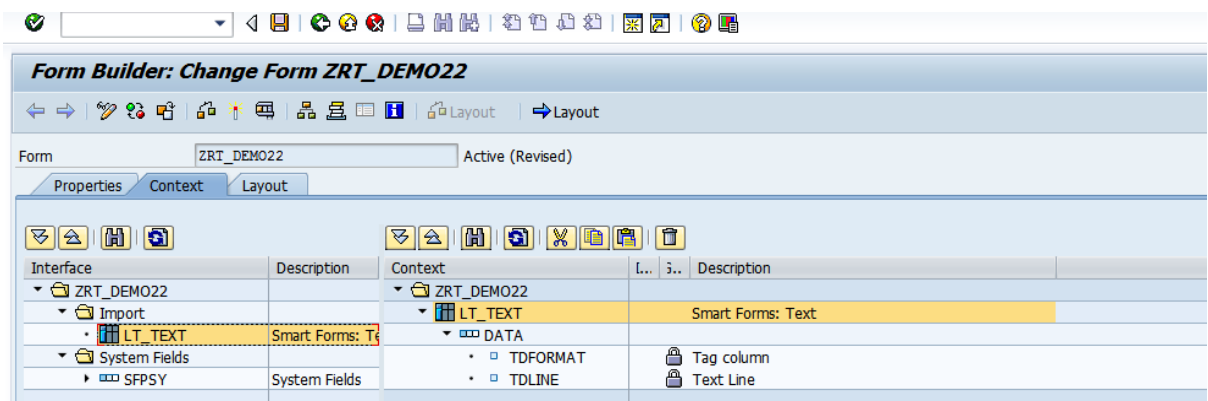 Form Builder: Change Form ZRT_DEMO22
Layout Layout
Form ZRT_DEMO22 Active (Revised)
Properties Context Layout
Interface Description Context I... S.. Description
ZRT_DEMO22 ZRT_DEMO22
Import LT_TEXT Smart Forms: Text
LT_TEXT Smart Forms: Te DATA
System Fields TDFORMAT Tag column
SFPSY System Fields TDLINE Text Line